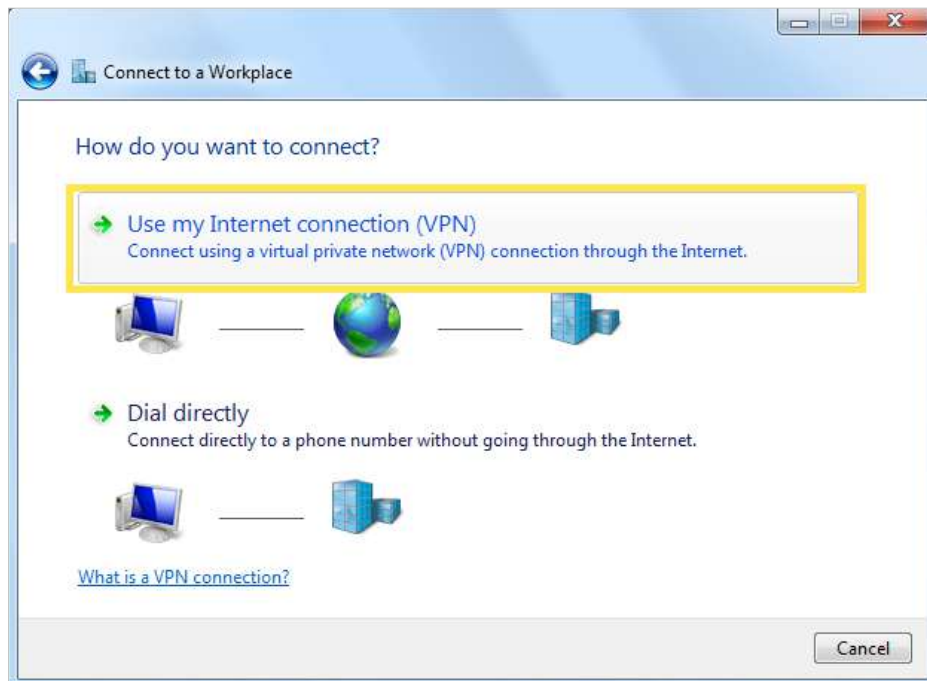 Connect to a Workplace
How do you want to connect?
Use my Internet connection (VPN)
Connect using a virtual private network (VPN) connection through the Internet.
Dial directly
Connect directly to a phone number without going through the Internet.
What is a VPN connection?
Cancel